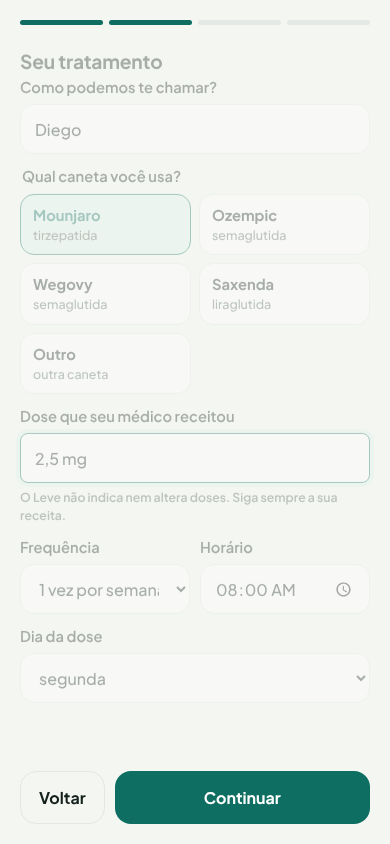 Seu tratamento
Como podemos te chamar?
Diego
Qual caneta você usa?
Mounjaro
tirzepatida
Ozempic
semaglutida
Wegovy
semaglutida
Saxenda
liraglutida
Outro
outra caneta
Dose que seu médico receitou
2,5 mg
O Leve não indica nem altera doses. Siga sempre a sua
receita.
Frequência
Horário
1 vez por semana
08:00 AM
Dia da dose
segunda
Voltar
Continuar